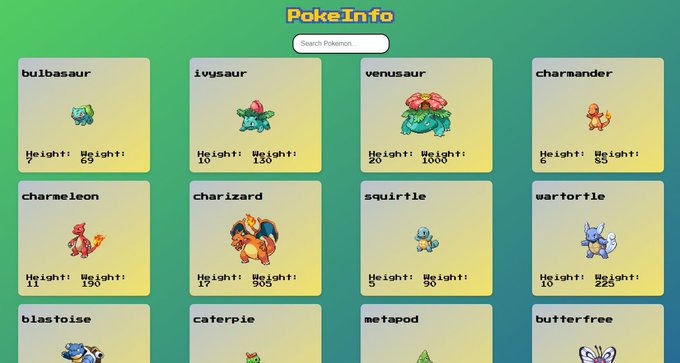 PokeInfo
Search Pokemon...
bulbasaur
Height: Weight:
7 69
ivysaur
Height: Weight:
10 130
venusaur
Height: Weight:
20 1000
charmander
Height: Weight:
6 85
charmeleon
Height: Weight:
11 190
charizard
Height: Weight:
17 905
squirtle
Height: Weight:
5 90
wartortle
Height: Weight:
10 225
blastoise
caterpie
metapod
butterfree